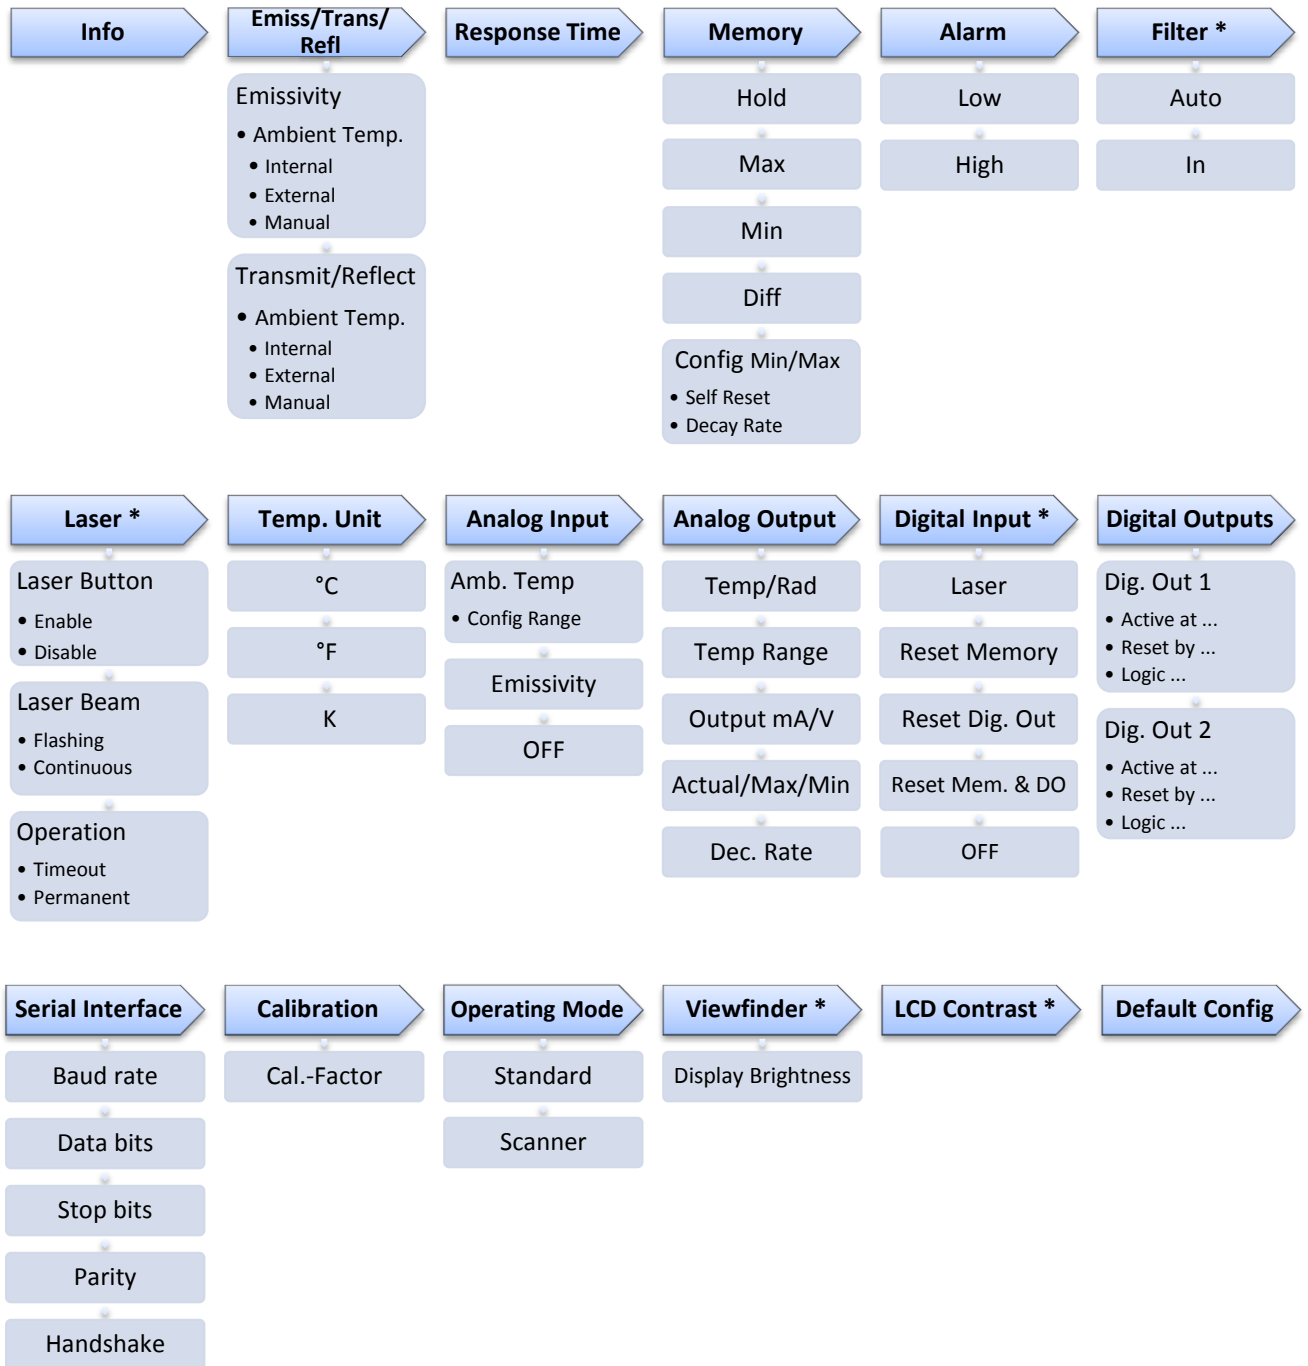 Info
Emiss/Trans/
Refl
Emissivity
• Ambient Temp.
• Internal
• External
• Manual
Transmit/Reflect
• Ambient Temp.
• Internal
• External
• Manual
Response Time
Memory
Hold
Max
Min
Diff
Config Min/Max
• Self Reset
• Decay Rate
Alarm
Low
High
Filter *
Auto
In
Laser *
Laser Button
• Enable
• Disable
Laser Beam
• Flashing
• Continuous
Operation
• Timeout
• Permanent
Temp. Unit
°C
°F
K
Analog Input
Amb. Temp
• Config Range
Emissivity
OFF
Analog Output
Temp/Rad
Temp Range
Output mA/V
Actual/Max/Min
Dec. Rate
Digital Input *
Laser
Reset Memory
Reset Dig. Out
Reset Mem. & DO
OFF
Digital Outputs
Dig. Out 1
• Active at ...
• Reset by ...
• Logic ...
Dig. Out 2
• Active at ...
• Reset by ...
• Logic ...
Serial Interface
Baud rate
Data bits
Stop bits
Parity
Handshake
Calibration
Cal.-Factor
Operating Mode
Standard
Scanner
Viewfinder *
Display Brightness
LCD Contrast *
Default Config